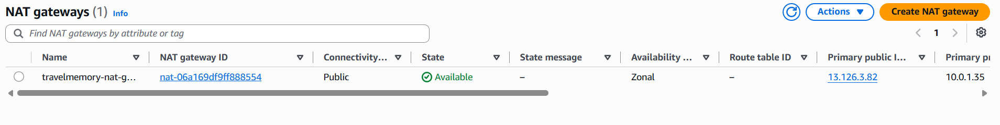 NAT gateways (1) Info
Actions
Create NAT gateway
Find NAT gateways by attribute or tag
1
Name NAT gateway ID Connectivity... State State message Availability ... Route table ID Primary public I... Primary pr
travelmemory-nat-g... nat-06a169df9ff888554 Public Available – Zonal – 13.126.3.82 10.0.1.35